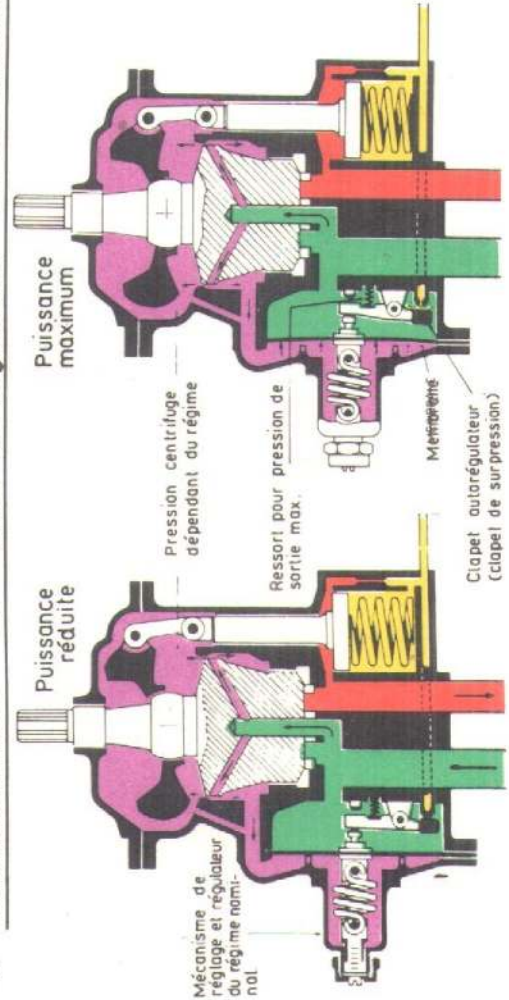 Puissance
réduite
Puissance
maximum
Mécanisme de
réglage et régulateur
du régime nomi-
nal.
Pression centrifuge
dépendant du régime
Ressort pour pression de
sortie max.
Membrane
Clapet autorégulateur
(clapet de surpression)